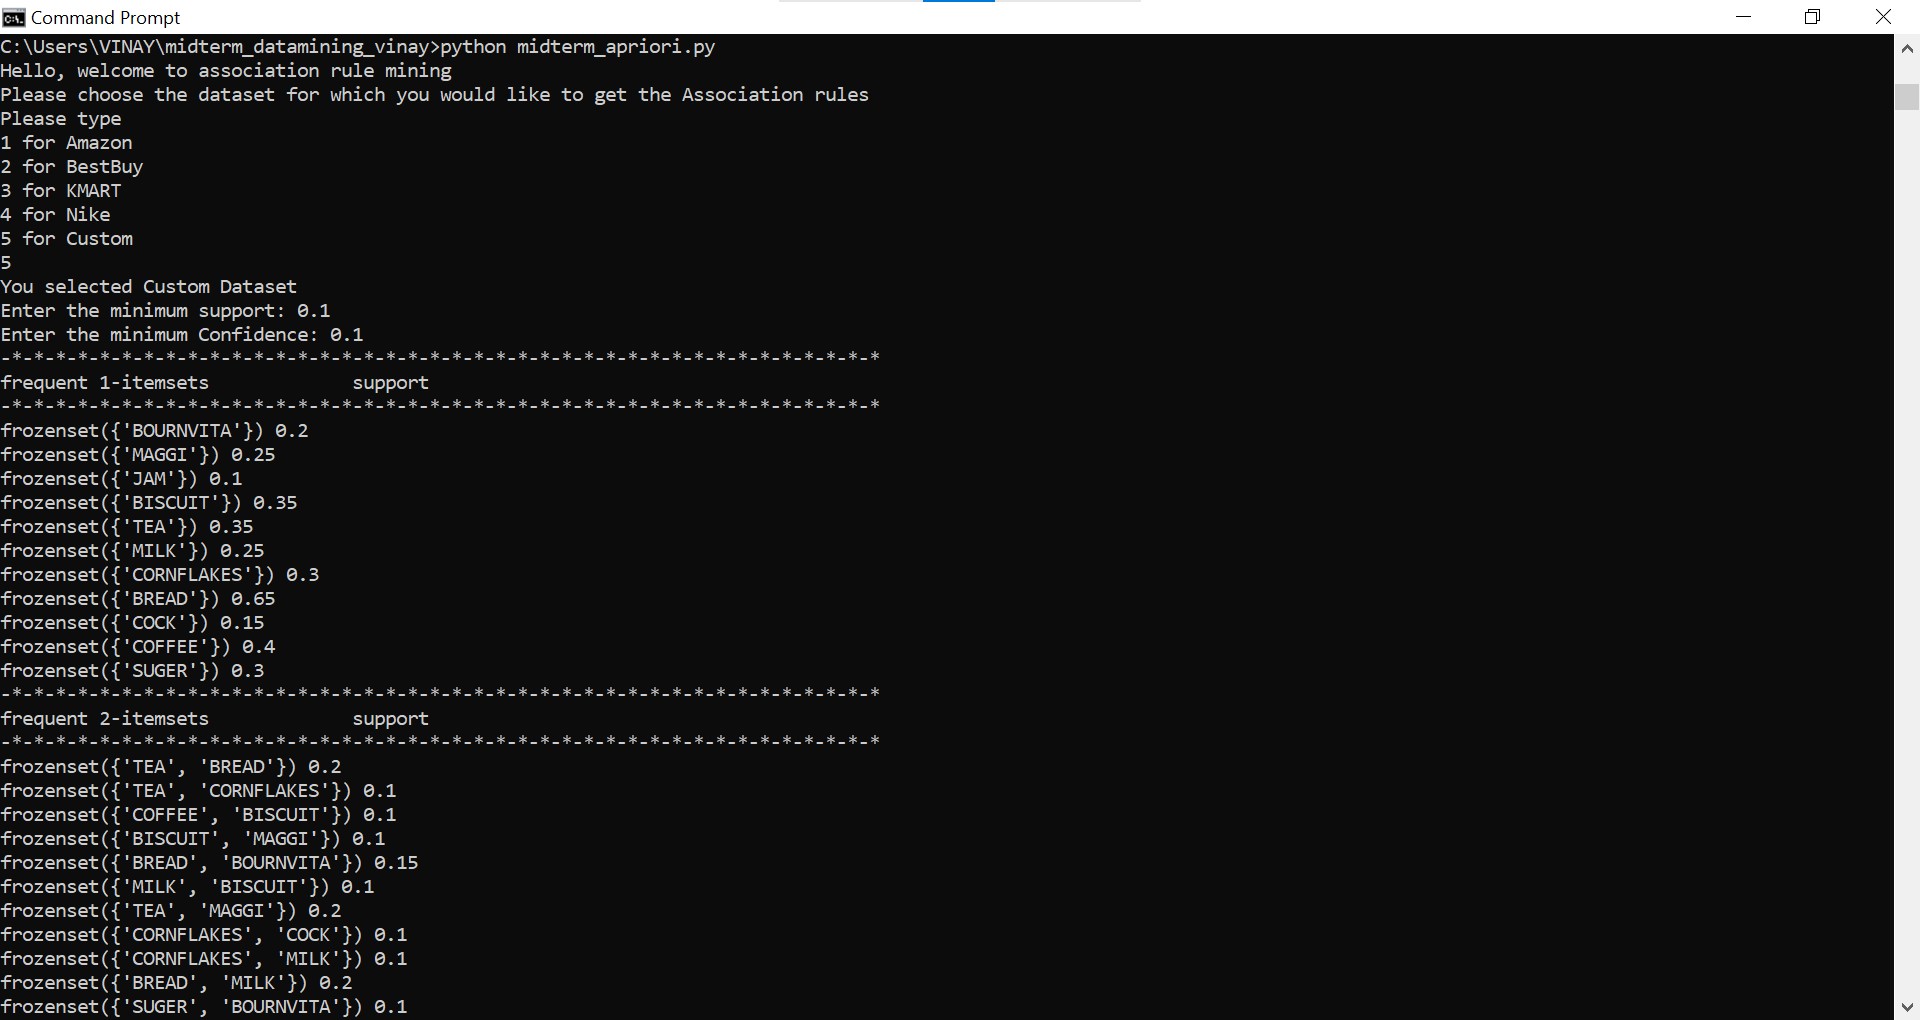 Command Prompt
C:\Users\VINAY\midterm_datamining_vinay>python midterm_apriori.py
Hello, welcome to association rule mining
Please choose the dataset for which you would like to get the Association rules
Please type
1 for Amazon
2 for BestBuy
3 for KMART
4 for Nike
5 for Custom
5
You selected Custom Dataset
Enter the minimum support: 0.1
Enter the minimum Confidence: 0.1
-*-*-*-*-*-*-*-*-*-*-*-*-*-*-*-*-*-*-*-*-*-*-*-*-*-*-*-*-*-*-*-*-*-*-*-*-*-*-*-*
frequent 1-itemsets             support
-*-*-*-*-*-*-*-*-*-*-*-*-*-*-*-*-*-*-*-*-*-*-*-*-*-*-*-*-*-*-*-*-*-*-*-*-*-*-*-*
frozenset({'BOURNVITA'}) 0.2
frozenset({'MAGGI'}) 0.25
frozenset({'JAM'}) 0.1
frozenset({'BISCUIT'}) 0.35
frozenset({'TEA'}) 0.35
frozenset({'MILK'}) 0.25
frozenset({'CORNFLAKES'}) 0.3
frozenset({'BREAD'}) 0.65
frozenset({'COCK'}) 0.15
frozenset({'COFFEE'}) 0.4
frozenset({'SUGER'}) 0.3
-*-*-*-*-*-*-*-*-*-*-*-*-*-*-*-*-*-*-*-*-*-*-*-*-*-*-*-*-*-*-*-*-*-*-*-*-*-*-*-*
frequent 2-itemsets             support
-*-*-*-*-*-*-*-*-*-*-*-*-*-*-*-*-*-*-*-*-*-*-*-*-*-*-*-*-*-*-*-*-*-*-*-*-*-*-*-*
frozenset({'TEA', 'BREAD'}) 0.2
frozenset({'TEA', 'CORNFLAKES'}) 0.1
frozenset({'COFFEE', 'BISCUIT'}) 0.1
frozenset({'BISCUIT', 'MAGGI'}) 0.1
frozenset({'BREAD', 'BOURNVITA'}) 0.15
frozenset({'MILK', 'BISCUIT'}) 0.1
frozenset({'TEA', 'MAGGI'}) 0.2
frozenset({'CORNFLAKES', 'COCK'}) 0.1
frozenset({'CORNFLAKES', 'MILK'}) 0.1
frozenset({'BREAD', 'MILK'}) 0.2
frozenset({'SUGER', 'BOURNVITA'}) 0.1